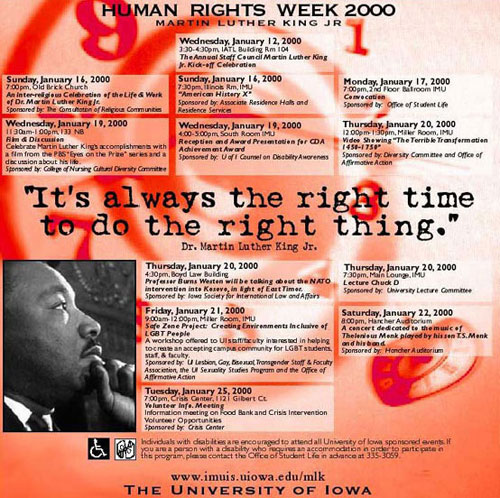 HUMAN RIGHTS WEEK 2000
MARTIN LUTHER KING JR
Wednesday, January 12, 2000
3:30-4:30pm, IATL Building Rm 104
The Annual Staff Council Martin Luther King
Jr. Kick-off Celebration
Sunday, January 16, 2000
7:00pm, Old Brick Church
An Inter-religious Celebration of the Life & Work
of Dr. Martin Luther King Jr.
Sponsored by: The Consultation of Religious Communities
Sunday, January 16, 2000
7:30pm, Illinois Rm, IMU
"American History X"
Sponsored by: Associate Residence Halls and
Residence Services
Monday, January 17, 2000
7:00pm, 2nd Floor Ballroom IMU
Convocation
Sponsored by: Office of Student Life
Wednesday, January 19, 2000
11:30am-1:00pm, 133 NB
Film & Discussion
Celebrate Martin Luther King's accomplishments with
a film from the PBS "Eyes on the Prize" series and a
discussion about his life.
Sponsored by: College of Nursing Cultural Diversity Committee
Wednesday, January 19, 2000
4:00-5:00pm, South Room IMU
Reception and Award Presentation for CDA
Achievement Award
Sponsored by: U of I Counsel on Disability Awareness
Thursday, January 20, 2000
12:00pm-1:30pm, Miller Room, IMU
Video Showing "The Terrible Transformation
1450-1750"
Sponsored by: Diversity Committee and Office of
Affirmative Action
"It's always the right time
to do the right thing."
Dr. Martin Luther King Jr.
Thursday, January 20, 2000
4:30pm, Boyd Law Building
Professor Burns Weston will be talking about the NATO
intervention into Kosovo, in light of East Timor.
Sponsored by: Iowa Society for International Law and Affairs
Thursday, January 20, 2000
7:30pm, Main Lounge, IMU
Lecture Chuck D
Sponsored by: University Lecture Committee
Friday, January 21, 2000
9:00am-12:00pm, Miller Room, IMU
Safe Zone Project: Creating Environments Inclusive of
LGBT People
A workshop offered to UI staff/faculty interested in helping
to create an accepting campus community for LGBT students,
staff, & faculty.
Sponsored by: UI Lesbian, Gay, Bisexual, Transgender Staff & Faculty
Association, the UI Sexuality Studies Program and the Office of
Affirmative Action
Saturday, January 22, 2000
8:00pm, Hancher Auditorium
A concert dedicated to the music of
Thelonious Monk played by his son T.S. Monk
and his band.
Sponsored by: Hancher Auditorium
Tuesday, January 25, 2000
7:00pm, Crisis Center, 1121 Gilbert Ct.
Volunteer Info. Meeting
Information meeting on Food Bank and Crisis Intervention
Volunteer Opportunities
Sponsored by: Crisis Center
Individuals with disabilities are encouraged to attend all University of Iowa sponsored events. If
you are a person with a disability who requires an accommodation in order to participate in
this program, please contact the Office of Student Life in advance at 335-3059.
www.imuis.uiowa.edu/mlk
THE UNIVERSITY OF IOWA